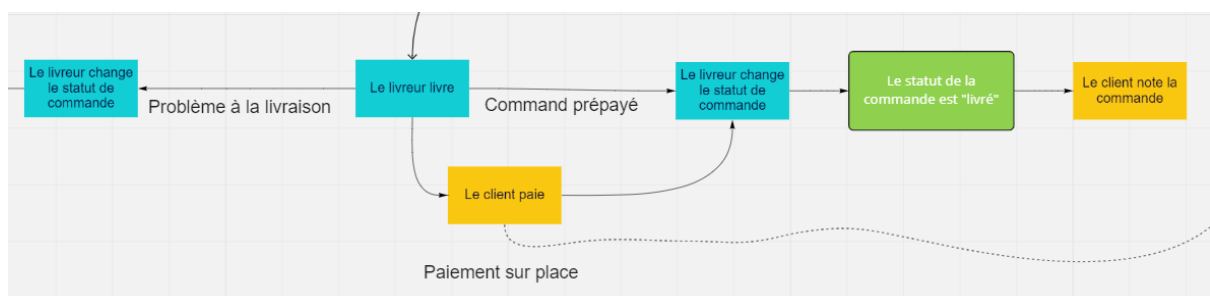 Le livreur change
le statut de
commande
Problème à la livraison
Le livreur livre
Command prépayé
Le livreur change
le statut de
commande
Le statut de la
commande est "livré"
Le client note la
commande
Le client paie
Paiement sur place